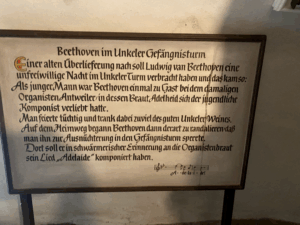 Beethoven im Unkeler Gefängnisturm
Einer alten Überlieferung nach soll Ludwig van Beethoven eine
unfreiwillige Nacht im Unkeler Turm verbracht haben und das kam so:
Als junger Mann war Beethoven einmal zu Gast bei dem damaligen
Organisten Antweiler in dessen Braut, Adelheid sich der jugendliche
Komponist verliebt hatte.
Man feierte tüchtig und trank dabei zuviel des guten Unkeler Weines.
Auf dem Heimweg begann Beethoven dann derart zu randalieren daß
man ihn zur Ausnüchterung in den Gefängnisturm sperrte.
Dort soll er in schwärmerischer Erinnerung an die Organistenbraut
sein Lied „Adelaide" komponiert haben.